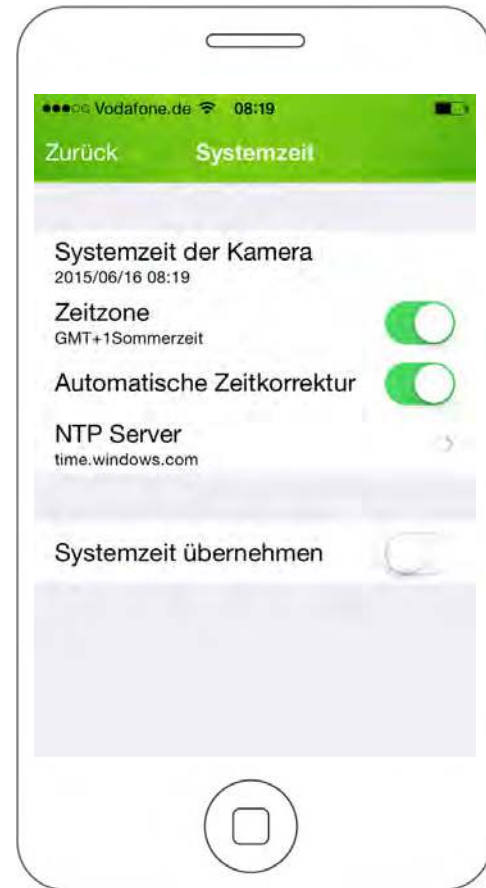 Vodafone.de 08:19
Zurück Systemzeit
Systemzeit der Kamera
2015/06/16 08:19
Zeitzone
GMT+1Sommerzeit
Automatische Zeitkorrektur
NTP Server
time.windows.com
Systemzeit übernehmen